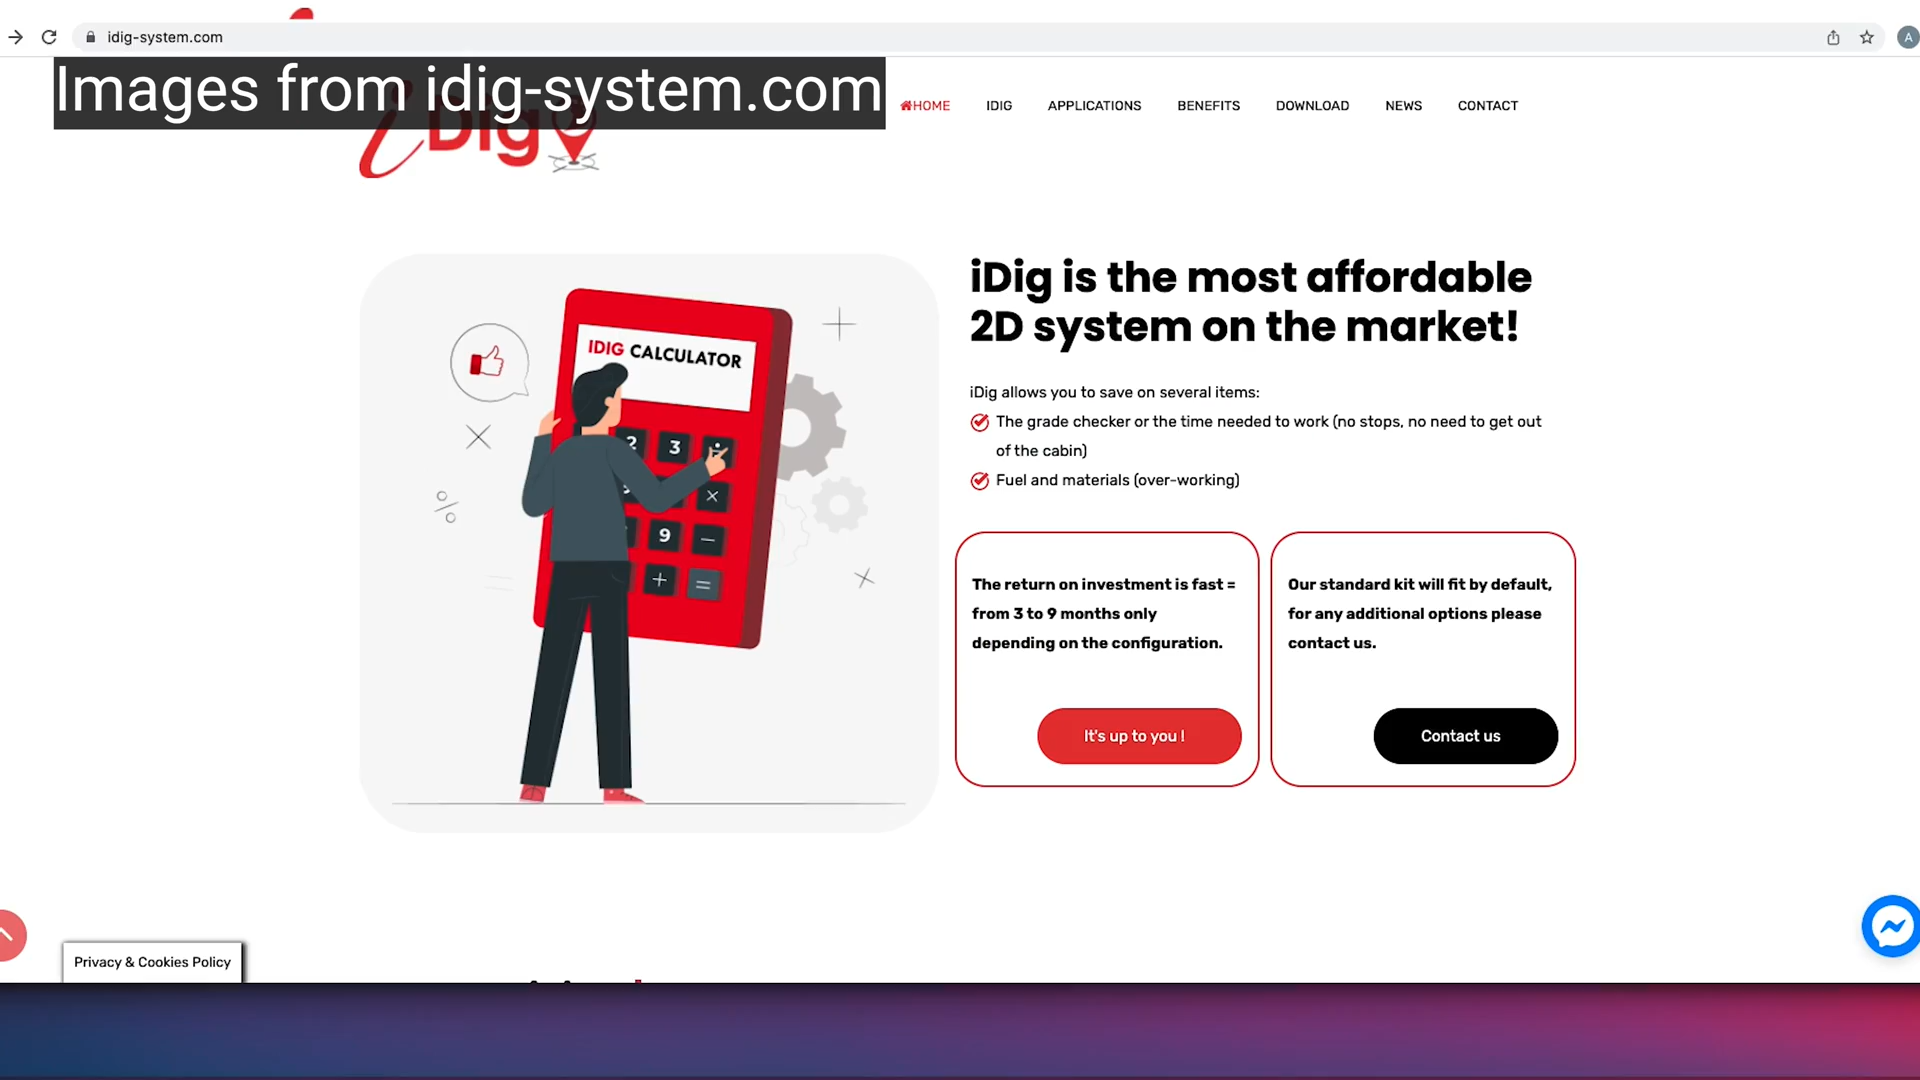 idig-system.com
A
Images from idig-system.com
iDig
HOME IDIG APPLICATIONS BENEFITS DOWNLOAD NEWS CONTACT
IDIG CALCULATOR
2 3 ÷
×
9 −
+ =
%
iDig is the most affordable
2D system on the market!
iDig allows you to save on several items:
The grade checker or the time needed to work (no stops, no need to get out
of the cabin)
Fuel and materials (over-working)
The return on investment is fast =
from 3 to 9 months only
depending on the configuration.
It's up to you !
Our standard kit will fit by default,
for any additional options please
contact us.
Contact us
Privacy & Cookies Policy